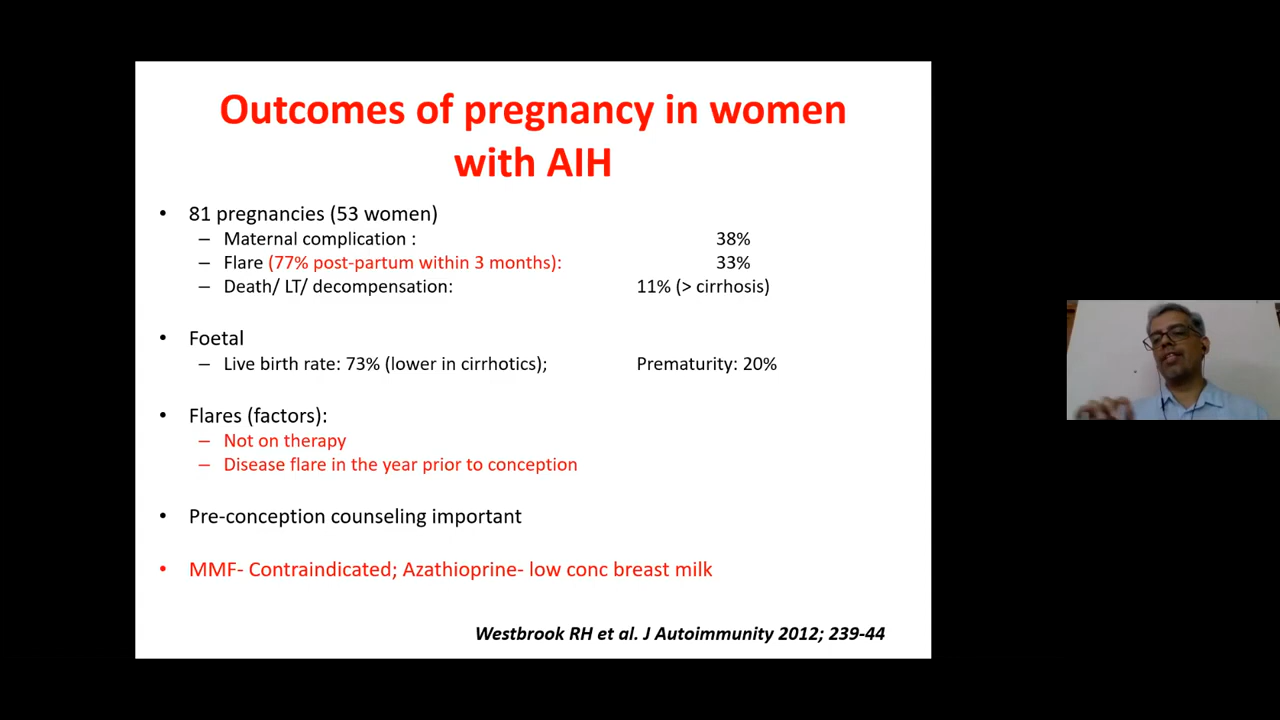 Outcomes of pregnancy in women
with AIH
• 81 pregnancies (53 women)
– Maternal complication : 38%
– Flare (77% post-partum within 3 months): 33%
– Death/ LT/ decompensation: 11% (> cirrhosis)
• Foetal
– Live birth rate: 73% (lower in cirrhotics); Prematurity: 20%
• Flares (factors):
– Not on therapy
– Disease flare in the year prior to conception
• Pre-conception counseling important
• MMF- Contraindicated; Azathioprine- low conc breast milk
Westbrook RH et al. J Autoimmunity 2012; 239-44